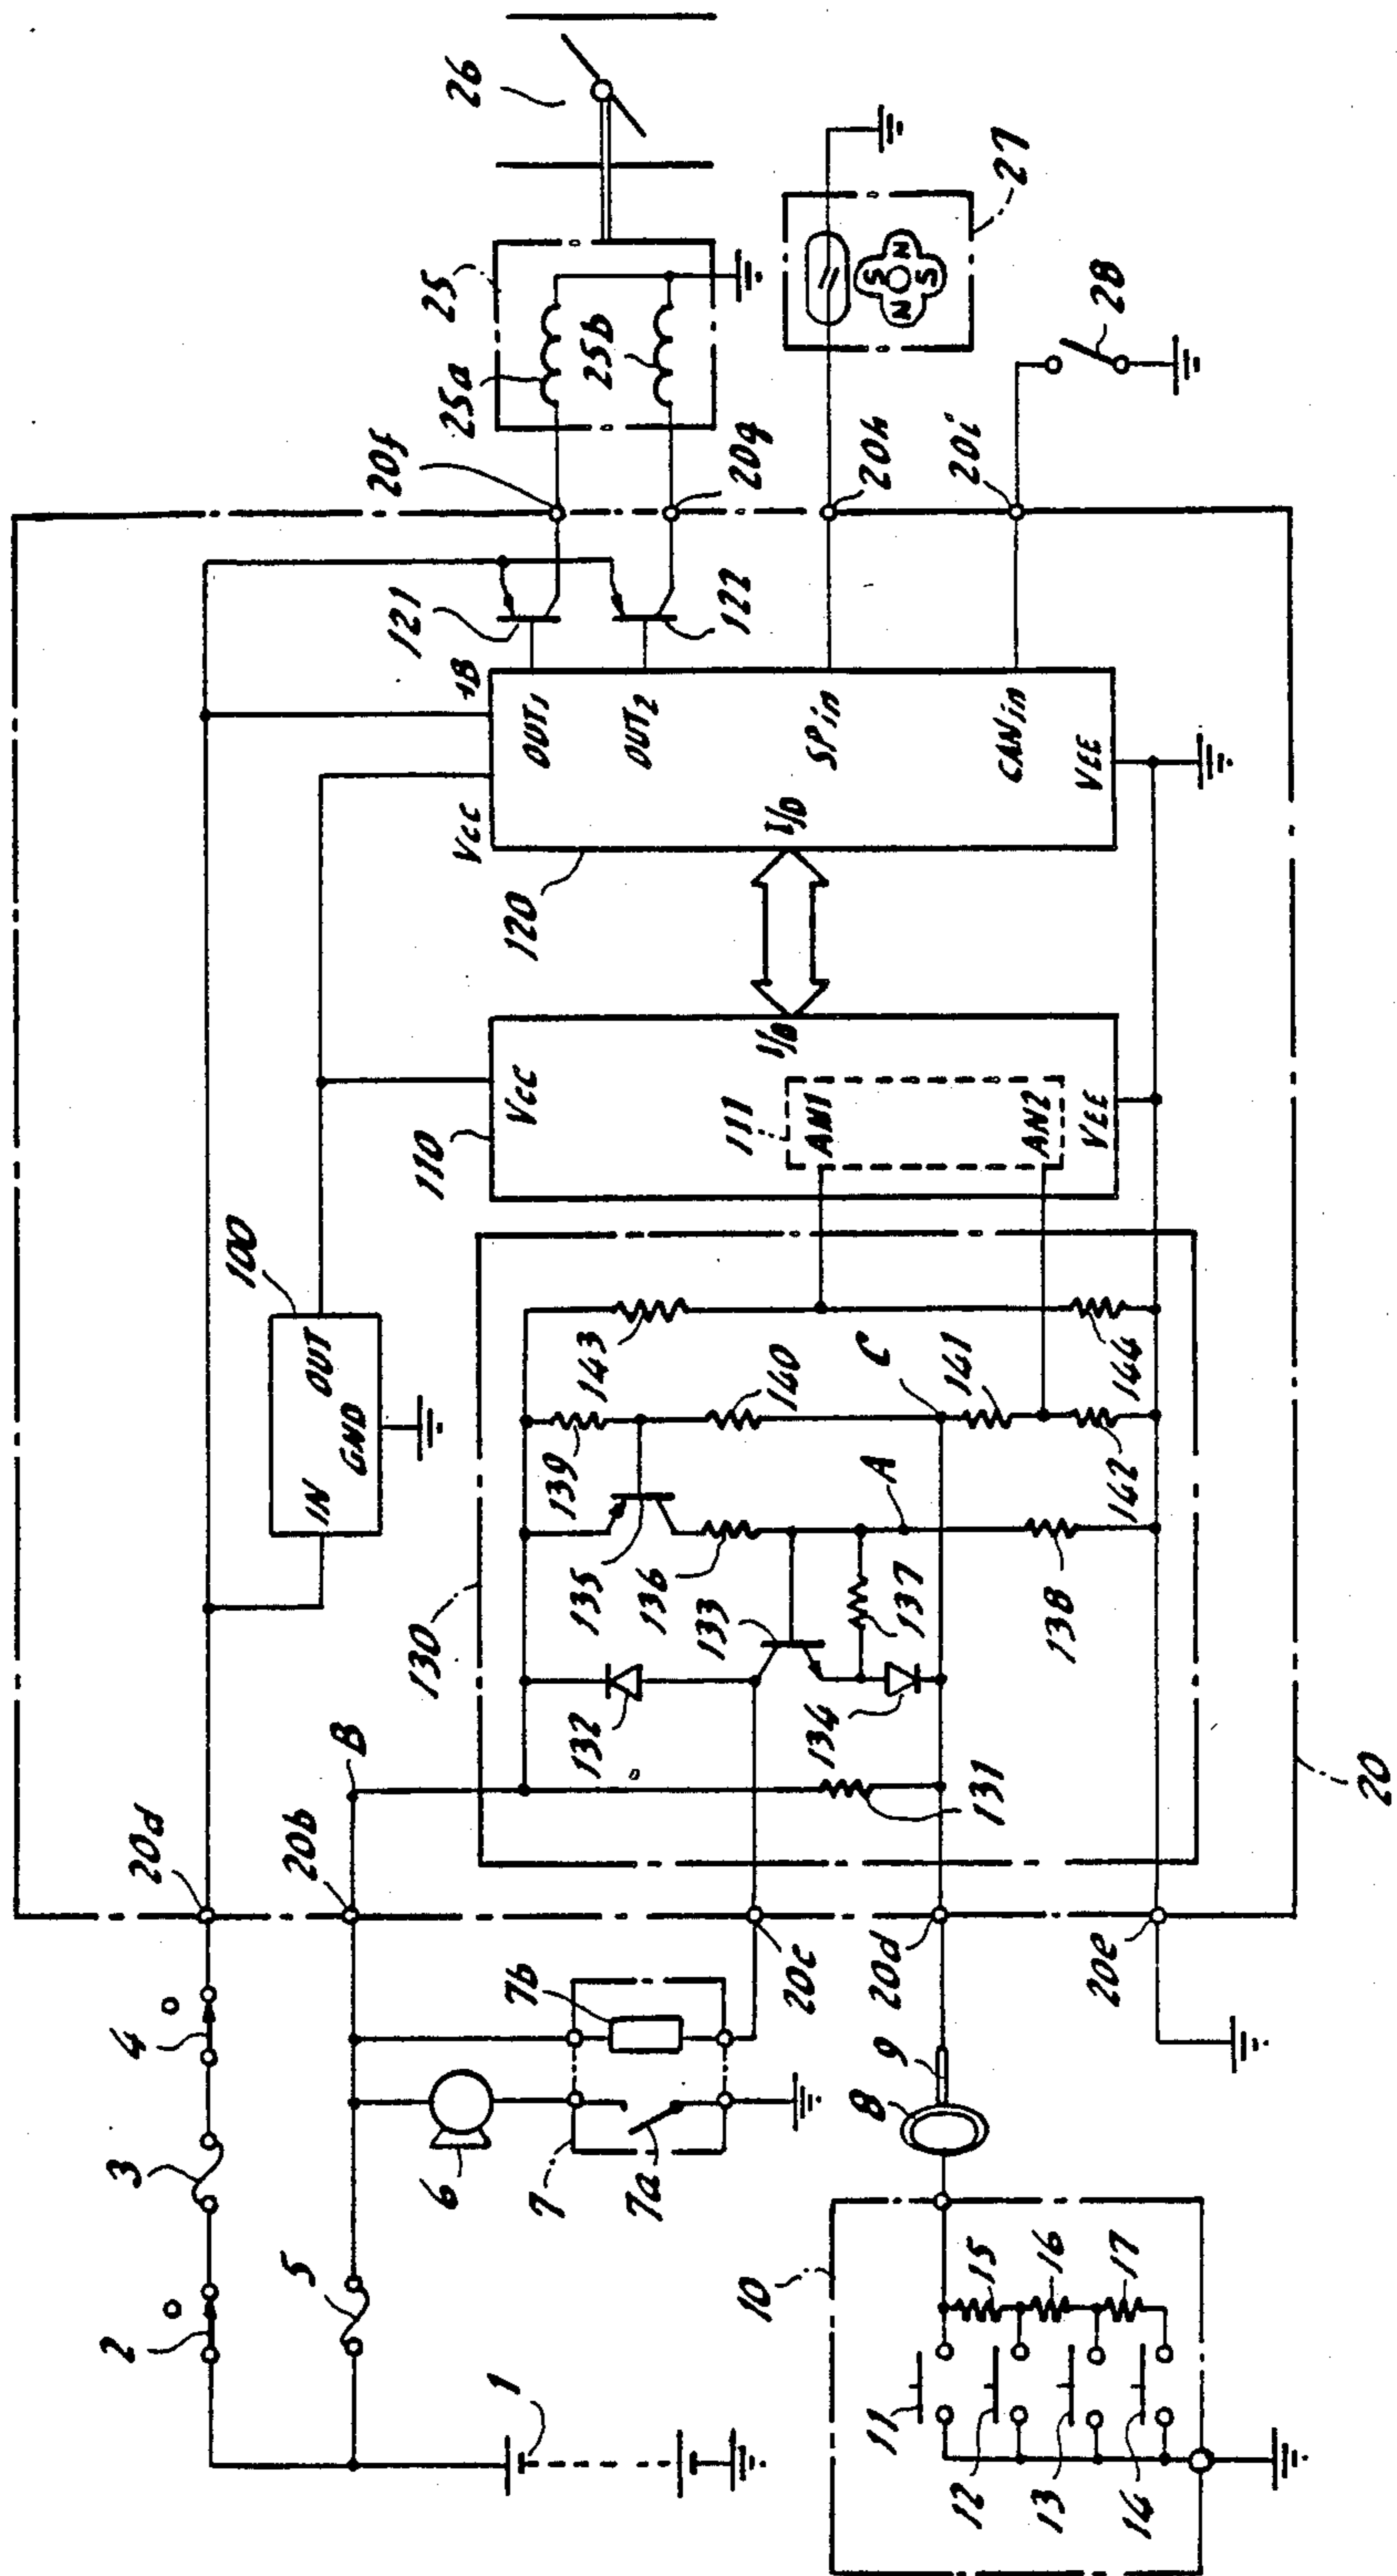 1
2
3
4
5
6
7
7a
7b
8
9
10
11
12
13
14
15
16
17
20
20d
20b
20c
20d
20e
B
100
IN
OUT
GND
130
131
132
133
134
135
136
137
138
139
140
141
142
143
144
A
C
110
Vcc
I/O
111
AN1
AN2
VEE
120
Vcc
+B
OUT1
OUT2
SPin
CANin
I/O
VEE
121
122
20f
20g
20h
20i
25
25a
25b
26
27
N
S
N
S
28